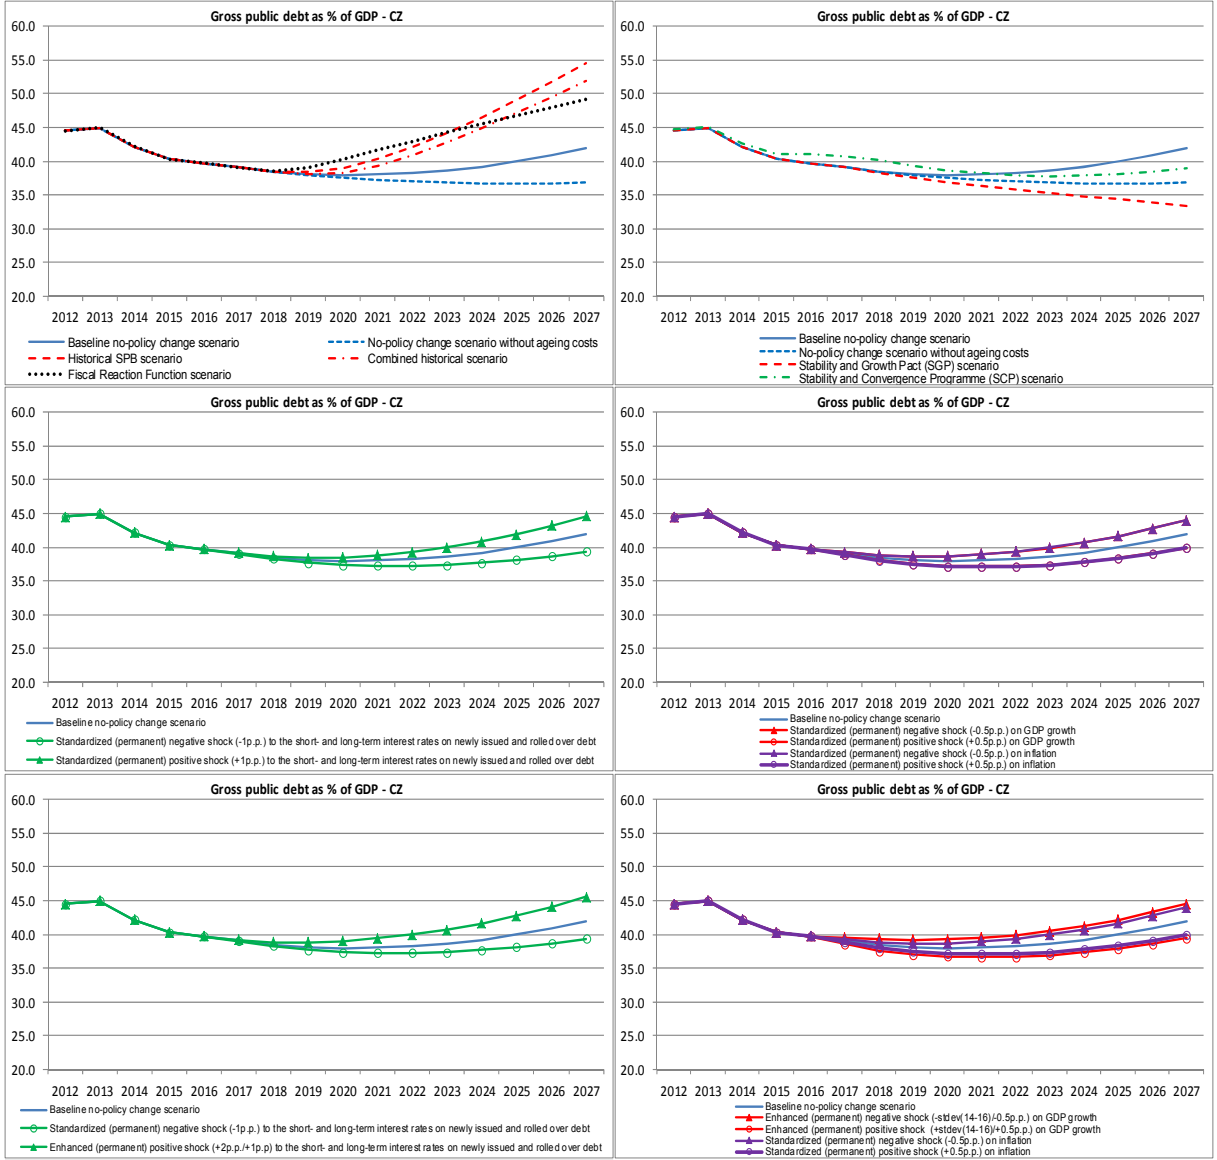 Gross public debt as % of GDP - CZ
60.0
55.0
50.0
45.0
40.0
35.0
30.0
25.0
20.0
2012 2013 2014 2015 2016 2017 2018 2019 2020 2021 2022 2023 2024 2025 2026 2027
Baseline no-policy change scenario
No-policy change scenario without ageing costs
Historical SPB scenario
Combined historical scenario
Fiscal Reaction Function scenario
Gross public debt as % of GDP - CZ
60.0
55.0
50.0
45.0
40.0
35.0
30.0
25.0
20.0
2012 2013 2014 2015 2016 2017 2018 2019 2020 2021 2022 2023 2024 2025 2026 2027
Baseline no-policy change scenario
No-policy change scenario without ageing costs
Stability and Growth Pact (SGP) scenario
Stability and Convergence Programme (SCP) scenario
Gross public debt as % of GDP - CZ
60.0
55.0
50.0
45.0
40.0
35.0
30.0
25.0
20.0
2012 2013 2014 2015 2016 2017 2018 2019 2020 2021 2022 2023 2024 2025 2026 2027
Baseline no-policy change scenario
Standardized (permanent) negative shock (-1p.p.) to the short- and long-term interest rates on newly issued and rolled over debt
Standardized (permanent) positive shock (+1p.p.) to the short- and long-term interest rates on newly issued and rolled over debt
Gross public debt as % of GDP - CZ
60.0
55.0
50.0
45.0
40.0
35.0
30.0
25.0
20.0
2012 2013 2014 2015 2016 2017 2018 2019 2020 2021 2022 2023 2024 2025 2026 2027
Baseline no-policy change scenario
Standardized (permanent) negative shock (-0.5p.p.) on GDP growth
Standardized (permanent) positive shock (+0.5p.p.) on GDP growth
Standardized (permanent) negative shock (-0.5p.p.) on inflation
Standardized (permanent) positive shock (+0.5p.p.) on inflation
Gross public debt as % of GDP - CZ
60.0
55.0
50.0
45.0
40.0
35.0
30.0
25.0
20.0
2012 2013 2014 2015 2016 2017 2018 2019 2020 2021 2022 2023 2024 2025 2026 2027
Baseline no-policy change scenario
Standardized (permanent) negative shock (-1p.p.) to the short- and long-term interest rates on newly issued and rolled over debt
Enhanced (permanent) positive shock (+2p.p./+1p.p) to the short- and long-term interest rates on newly issued and rolled over debt
Gross public debt as % of GDP - CZ
60.0
55.0
50.0
45.0
40.0
35.0
30.0
25.0
20.0
2012 2013 2014 2015 2016 2017 2018 2019 2020 2021 2022 2023 2024 2025 2026 2027
Baseline no-policy change scenario
Enhanced (permanent) negative shock (-stdev(14-16)/-0.5p.p.) on GDP growth
Enhanced (permanent) positive shock (+stdev(14-16)/+0.5p.p.) on GDP growth
Standardized (permanent) negative shock (-0.5p.p.) on inflation
Standardized (permanent) positive shock (+0.5p.p.) on inflation